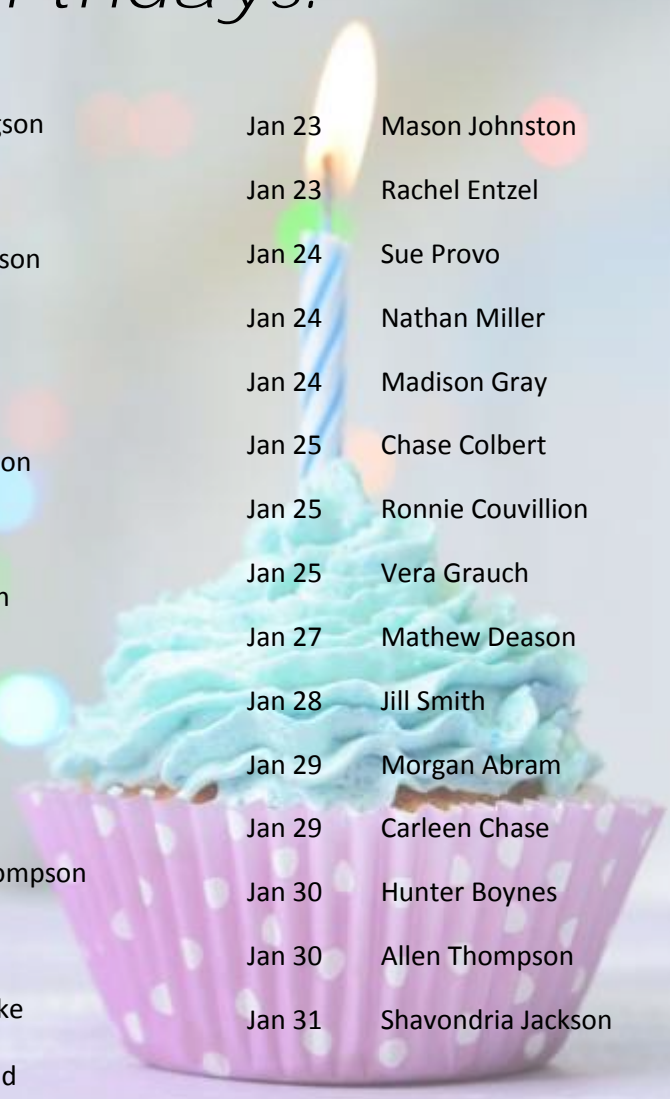 Jan 23 Mason Johnston
Jan 23 Rachel Entzel
Jan 24 Sue Provo
Jan 24 Nathan Miller
Jan 24 Madison Gray
Jan 25 Chase Colbert
Jan 25 Ronnie Couvillion
Jan 25 Vera Grauch
Jan 27 Mathew Deason
Jan 28 Jill Smith
Jan 29 Morgan Abram
Jan 29 Carleen Chase
Jan 30 Hunter Boynes
Jan 30 Allen Thompson
Jan 31 Shavondria Jackson